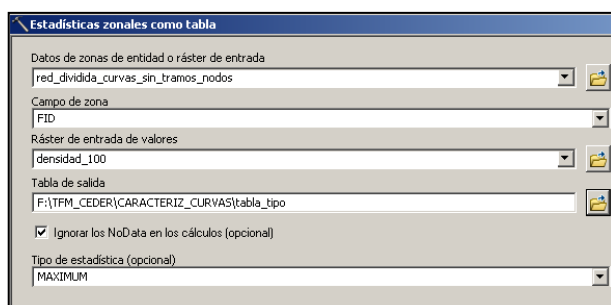 Estadísticas zonales como tabla
Datos de zonas de entidad o ráster de entrada
red_dividida_curvas_sin_tramos_nodos
Campo de zona
FID
Ráster de entrada de valores
densidad_100
Tabla de salida
F:\TFM_CEDER\CARACTERIZ_CURVAS\tabla_tipo
Ignorar los NoData en los cálculos (opcional)
Tipo de estadística (opcional)
MAXIMUM